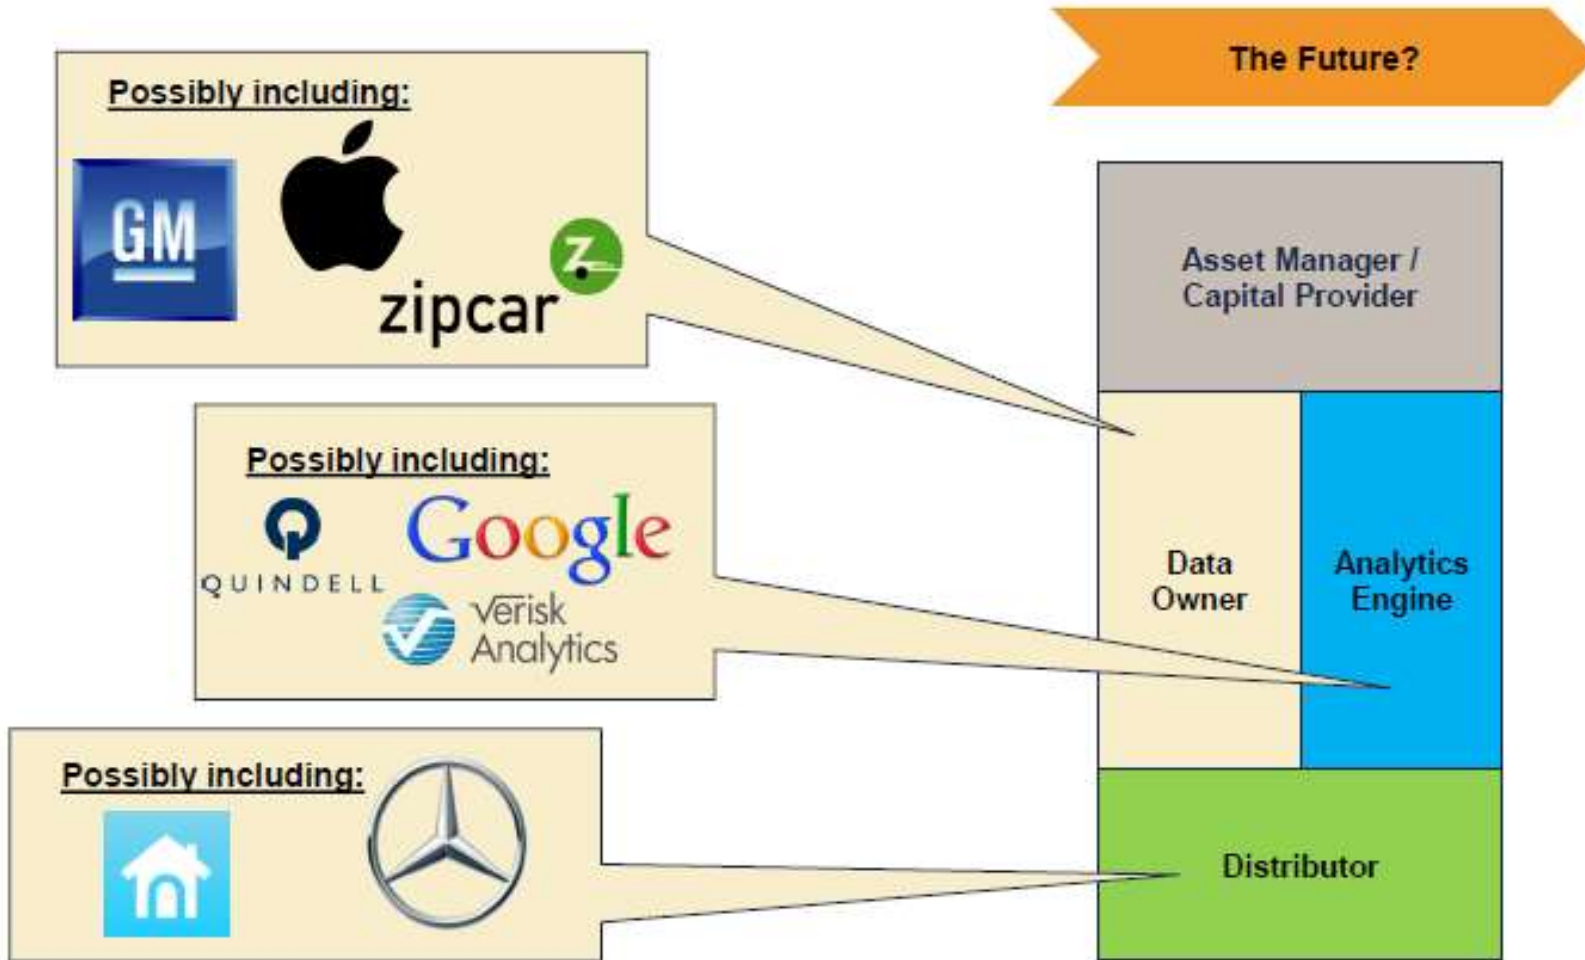 The Future?
Possibly including:
GM
zipcar
Z
Asset Manager /
Capital Provider
Possibly including:
QUINDELL
Google
Verisk
Analytics
Data
Owner
Analytics
Engine
Possibly including:
Distributor